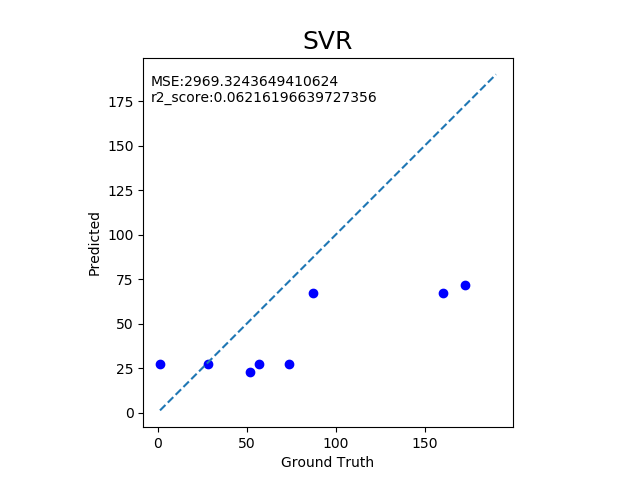 SVR
MSE:2969.3243649410624
r2_score:0.06216196639727356
175
150
125
100
75
50
25
0
Predicted
0 50 100 150
Ground Truth